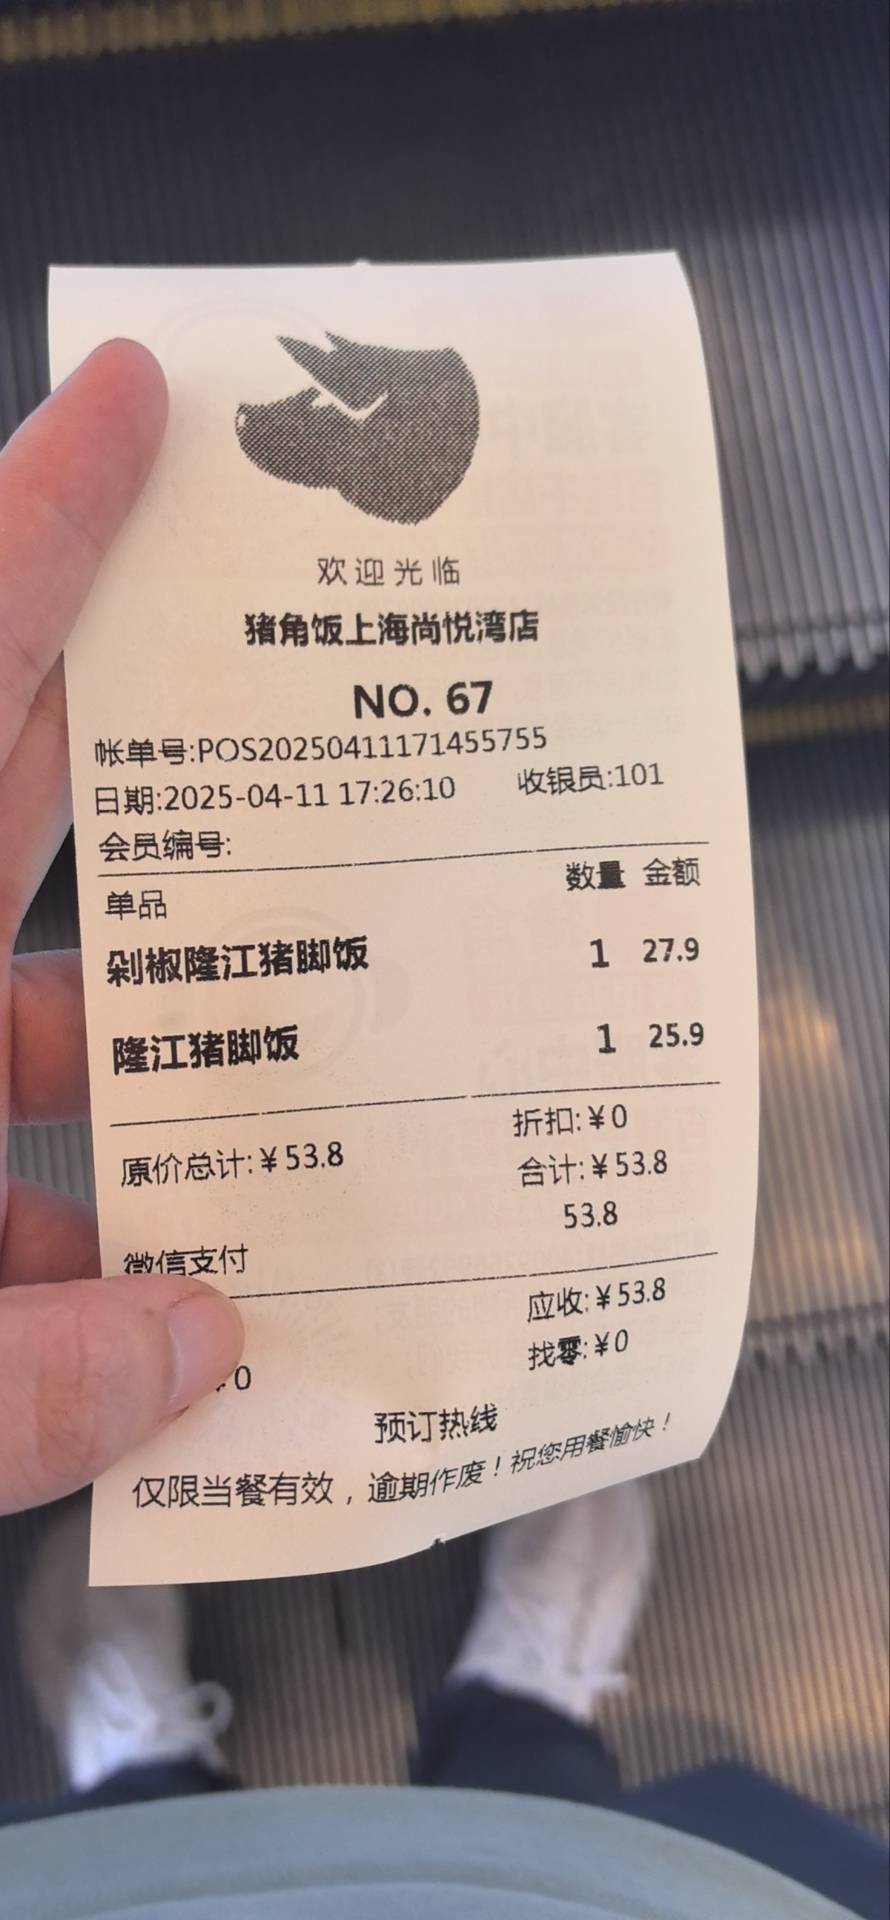 欢迎光临
猪角饭上海尚悦湾店
NO. 67
帐单号:POS20250411171455755
日期:2025-04-11 17:26:10 收银员:101
会员编号:
单品 数量 金额
剁椒隆江猪脚饭 1 27.9
隆江猪脚饭 1 25.9
折扣:¥0
原价总计:¥53.8 合计:¥53.8
53.8
微信支付
应收:¥53.8
¥0 找零:¥0
预订热线
仅限当餐有效，逾期作废！祝您用餐愉快！